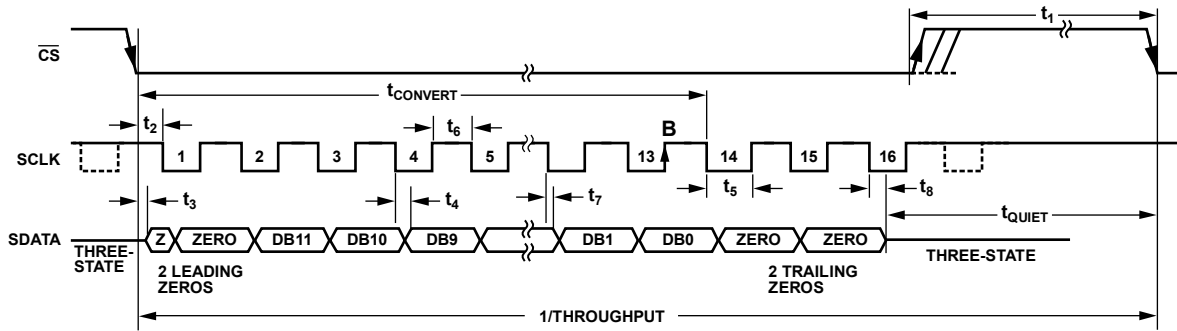 t1
CS
tCONVERT
t2
t6
B
SCLK
1 2 3 4 5 13 14 15 16
t3
t4
t7
t5
t8
tQUIET
SDATA
Z ZERO DB11 DB10 DB9 DB1 DB0 ZERO ZERO
THREE-
STATE
THREE-STATE
2 LEADING
ZEROS
2 TRAILING
ZEROS
1/THROUGHPUT